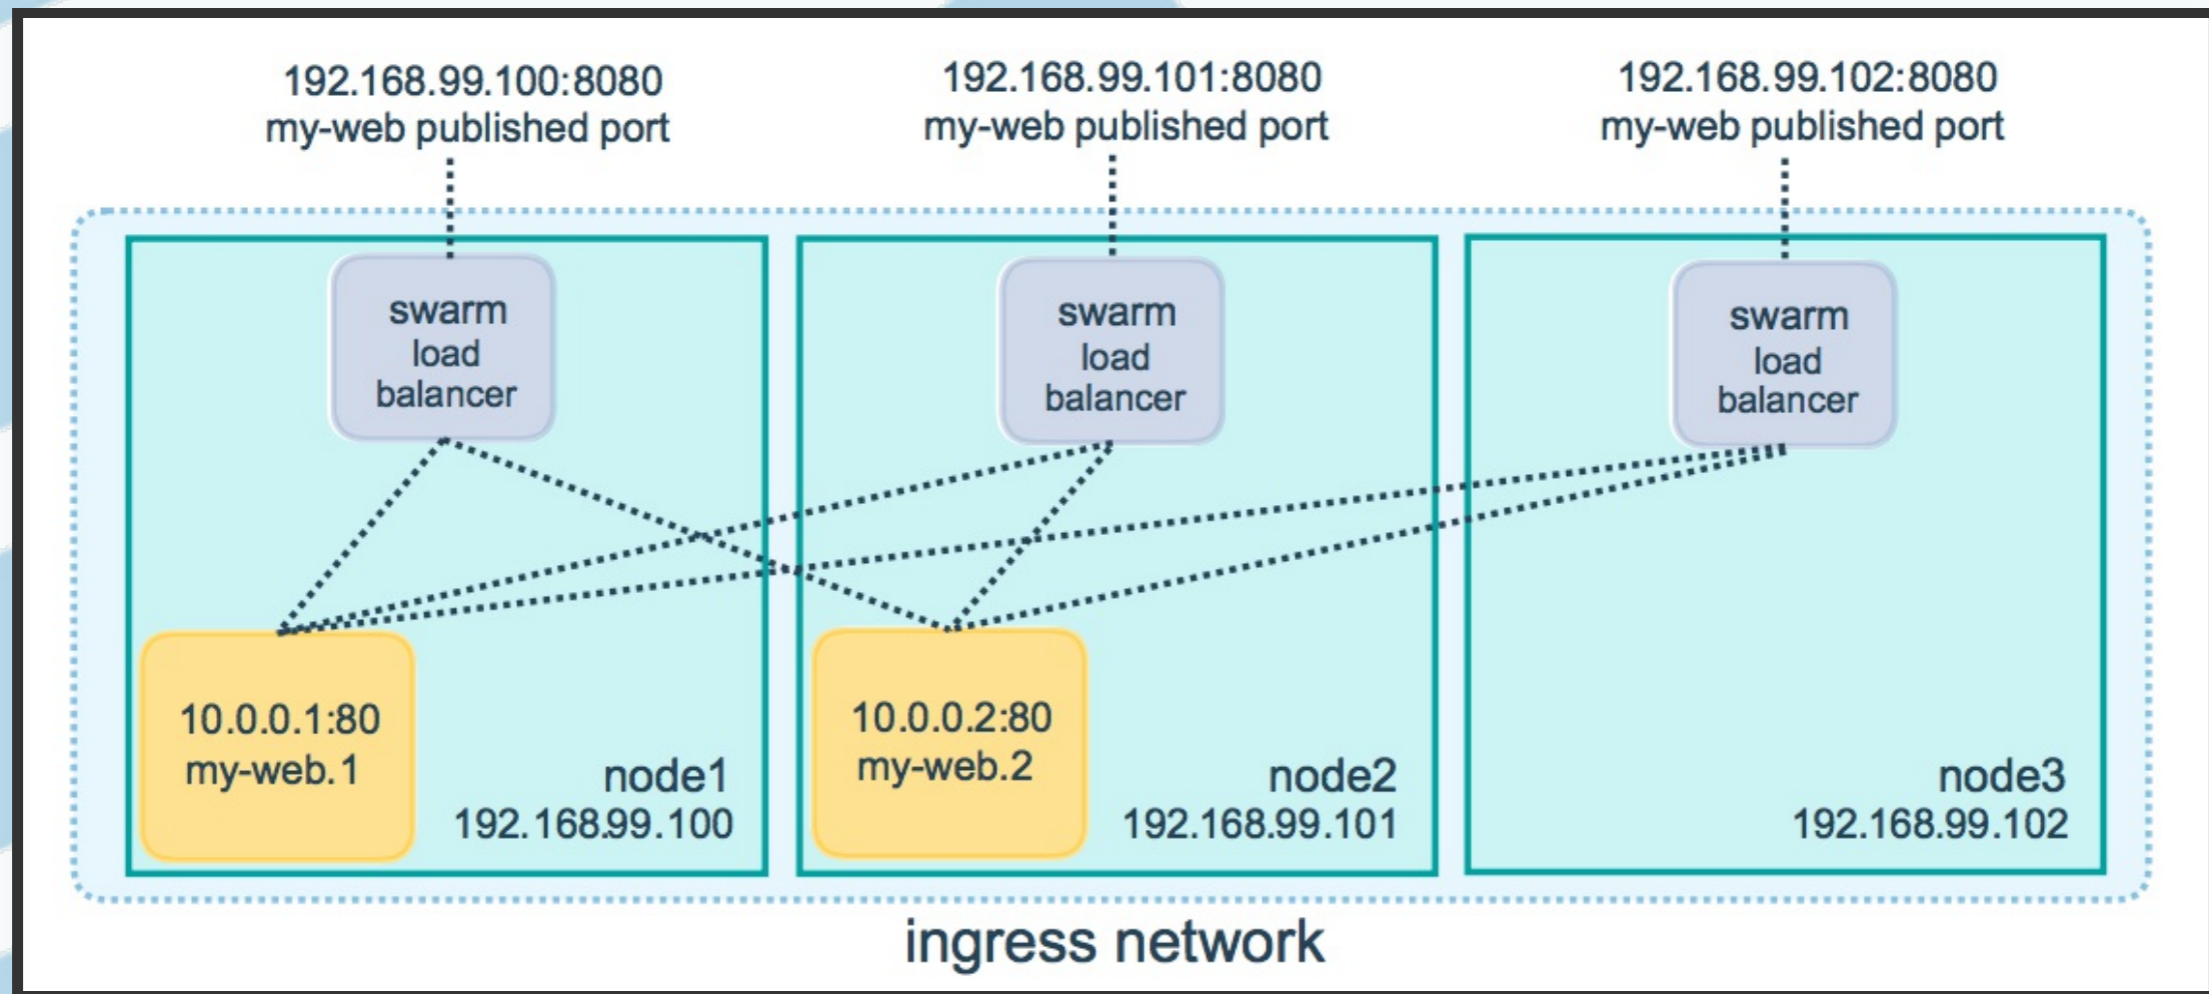 192.168.99.100:8080
my-web published port
192.168.99.101:8080
my-web published port
192.168.99.102:8080
my-web published port
swarm
load
balancer
swarm
load
balancer
swarm
load
balancer
10.0.0.1:80
my-web.1
node1
192.168.99.100
10.0.0.2:80
my-web.2
node2
192.168.99.101
node3
192.168.99.102
ingress network